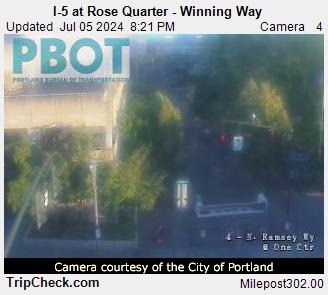 I-5 at Rose Quarter - Winning Way
Updated Jul 05 2024 8:21 PM Camera 4
PBOT
PORTLAND BUREAU OF TRANSPORTATION
4 - N. Ramsey Wy
@ One Ctr
Camera courtesy of the City of Portland
TripCheck.com Milepost302.00